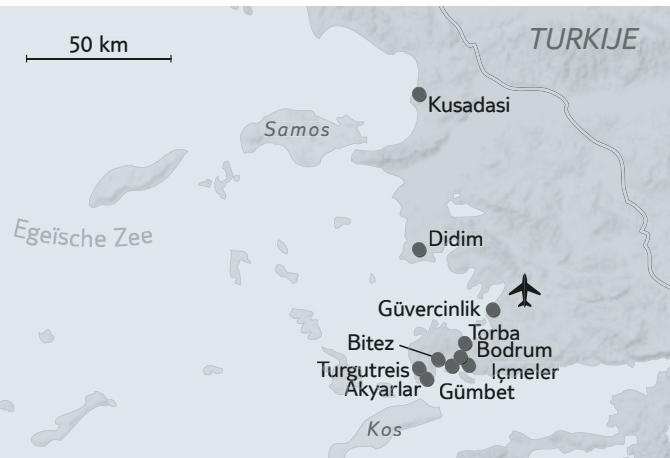 50 km
TURKIJE
Kusadasi
Samos
Egeïsche Zee
Didim
Güvercinlik
Torba
Bitez
Bodrum
Turgutreis
Içmeler
Akyarlar
Gümbet
Kos